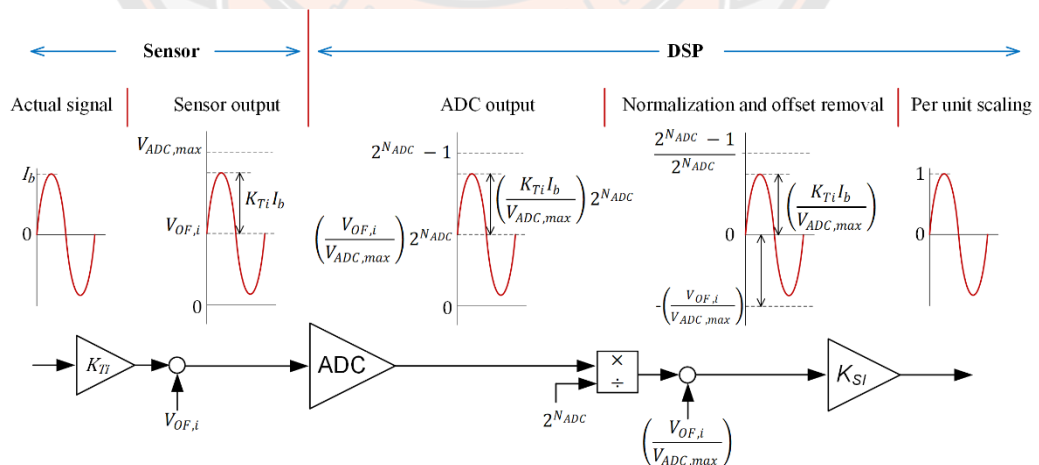 Sensor
DSP
Actual signal
Sensor output
ADC output
Normalization and offset removal
Per unit scaling
I_b
0
V_{ADC,max}
K_{Ti}I_b
V_{OF,i}
0
2^{N_{ADC}} − 1
(K_{Ti}I_b / V_{ADC,max}) 2^{N_{ADC}}
(V_{OF,i} / V_{ADC,max}) 2^{N_{ADC}}
0
(2^{N_{ADC}} − 1) / 2^{N_{ADC}}
(K_{Ti}I_b / V_{ADC,max})
0
-(V_{OF,i} / V_{ADC,max})
1
0
K_{Ti}
V_{OF,i}
ADC
×
÷
2^{N_{ADC}}
(V_{OF,i} / V_{ADC,max})
K_{SI}